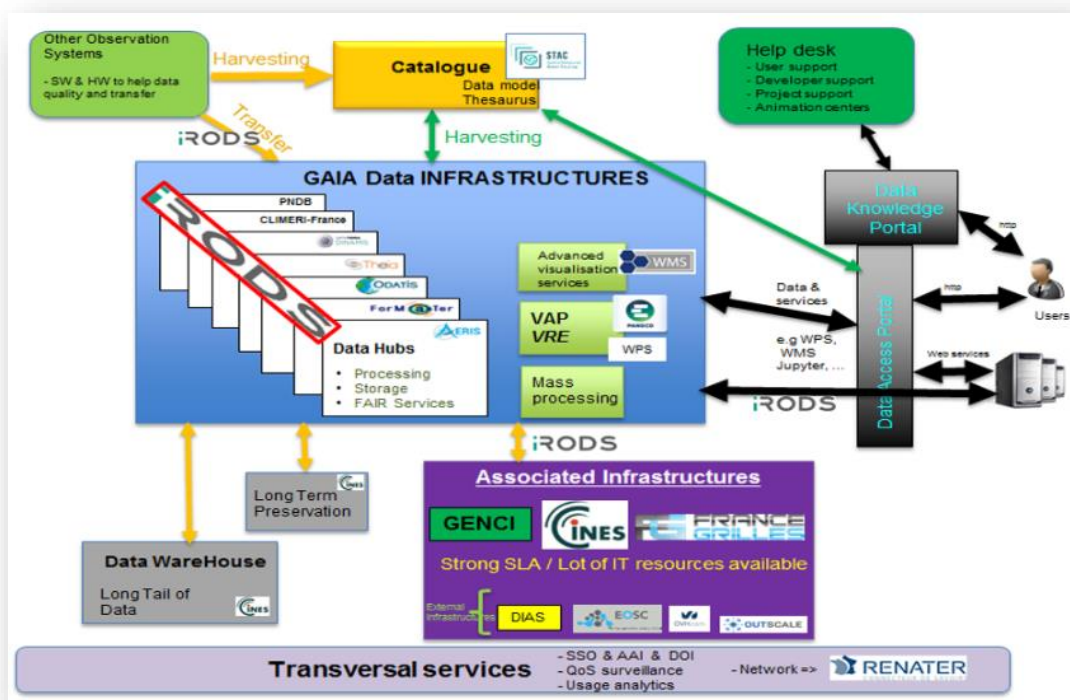 Other Observation
Systems
- SW & HW to help data
quality and transfer
Harvesting
Transfer
iRODS
Catalogue
Data model
Thesaurus
STAC
Harvesting
Help desk
- User support
- Developer support
- Project support
- Animation centers
GAIA Data INFRASTRUCTURES
iRODS
PNDB
CLIMERI-France
DINAMIS
Theia
ODATIS
ForM@Ter
AERIS
Data Hubs
• Processing
• Storage
• FAIR Services
Advanced
visualisation
services
WMS
VAP
VRE
PANGEO
WPS
Mass
processing
Data &
services
e.g WPS,
WMS
Jupyter, ...
iRODS
Data
Knowledge
Portal
Data Access Portal
http
http
Users
Web services
iRODS
Long Term
Preservation
CINES
Data WareHouse
Long Tail of
Data
CINES
Associated Infrastructures
GENCI
CINES
FRANCE
GRILLES
Strong SLA / Lot of IT resources available
External
Infrastructures
DIAS
EOSC
OUTSCALE
Transversal services
- SSO & AAI & DOI
- QoS surveillance
- Usage analytics
- Network =>
RENATER